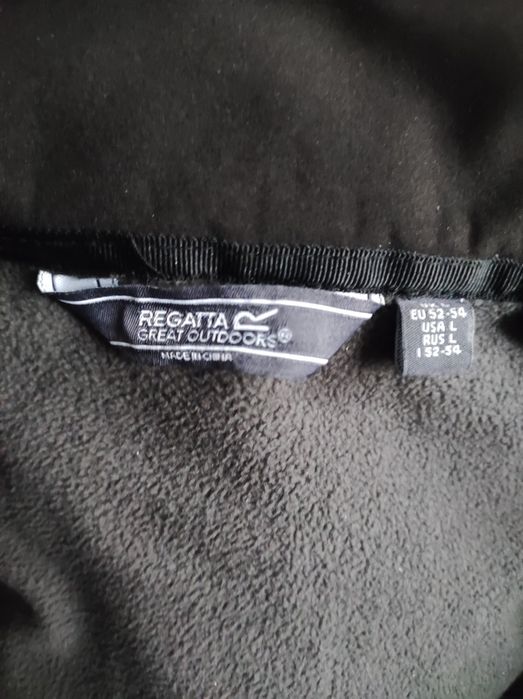 REGATTA
GREAT OUTDOORS®
MADE IN CHINA
EU 52-54
USA L
RUS L
I 52-54